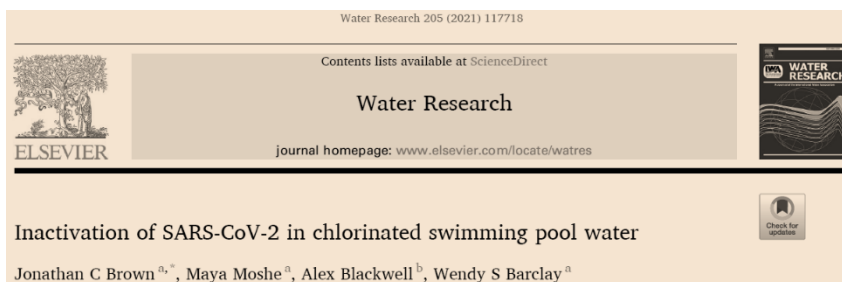 Water Research 205 (2021) 117718
Contents lists available at ScienceDirect
Water Research
journal homepage: www.elsevier.com/locate/watres
ELSEVIER
IWA
WATER
RESEARCH
Check for
updates
Inactivation of SARS-CoV-2 in chlorinated swimming pool water
Jonathan C Brown a,*, Maya Moshe a, Alex Blackwell b, Wendy S Barclay a